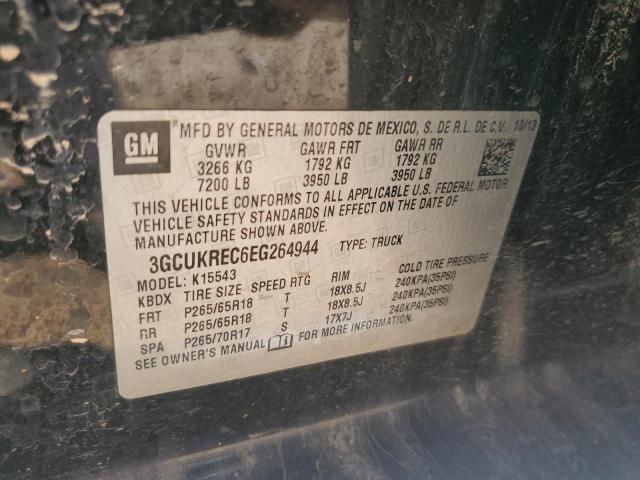 GM
MFD BY GENERAL MOTORS DE MEXICO, S. DE R.L. DE C.V. 10/13
GVWR GAWR FRT GAWR RR
3266 KG 1792 KG 1792 KG
7200 LB 3950 LB 3950 LB
THIS VEHICLE CONFORMS TO ALL APPLICABLE U.S. FEDERAL MOTOR
VEHICLE SAFETY STANDARDS IN EFFECT ON THE DATE OF
MANUFACTURE SHOWN ABOVE.
3GCUKREC6EG264944 TYPE: TRUCK
MODEL: K15543
KBDX TIRE SIZE SPEED RTG RIM COLD TIRE PRESSURE
FRT P265/65R18 T 18X8.5J 240KPA(35PSI)
RR P265/65R18 T 18X8.5J 240KPA(35PSI)
SPA P265/70R17 S 17X7J 240KPA(35PSI)
SEE OWNER'S MANUAL FOR MORE INFORMATION.